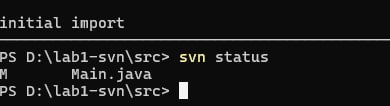 initial import
PS D:\lab1-svn\src> svn status
M       Main.java
PS D:\lab1-svn\src>